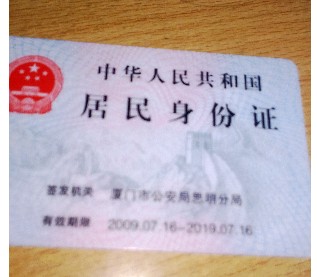 中华人民共和国
居民身份证
签发机关 厦门市公安局思明分局
有效期限 2009.07.16-2019.07.16